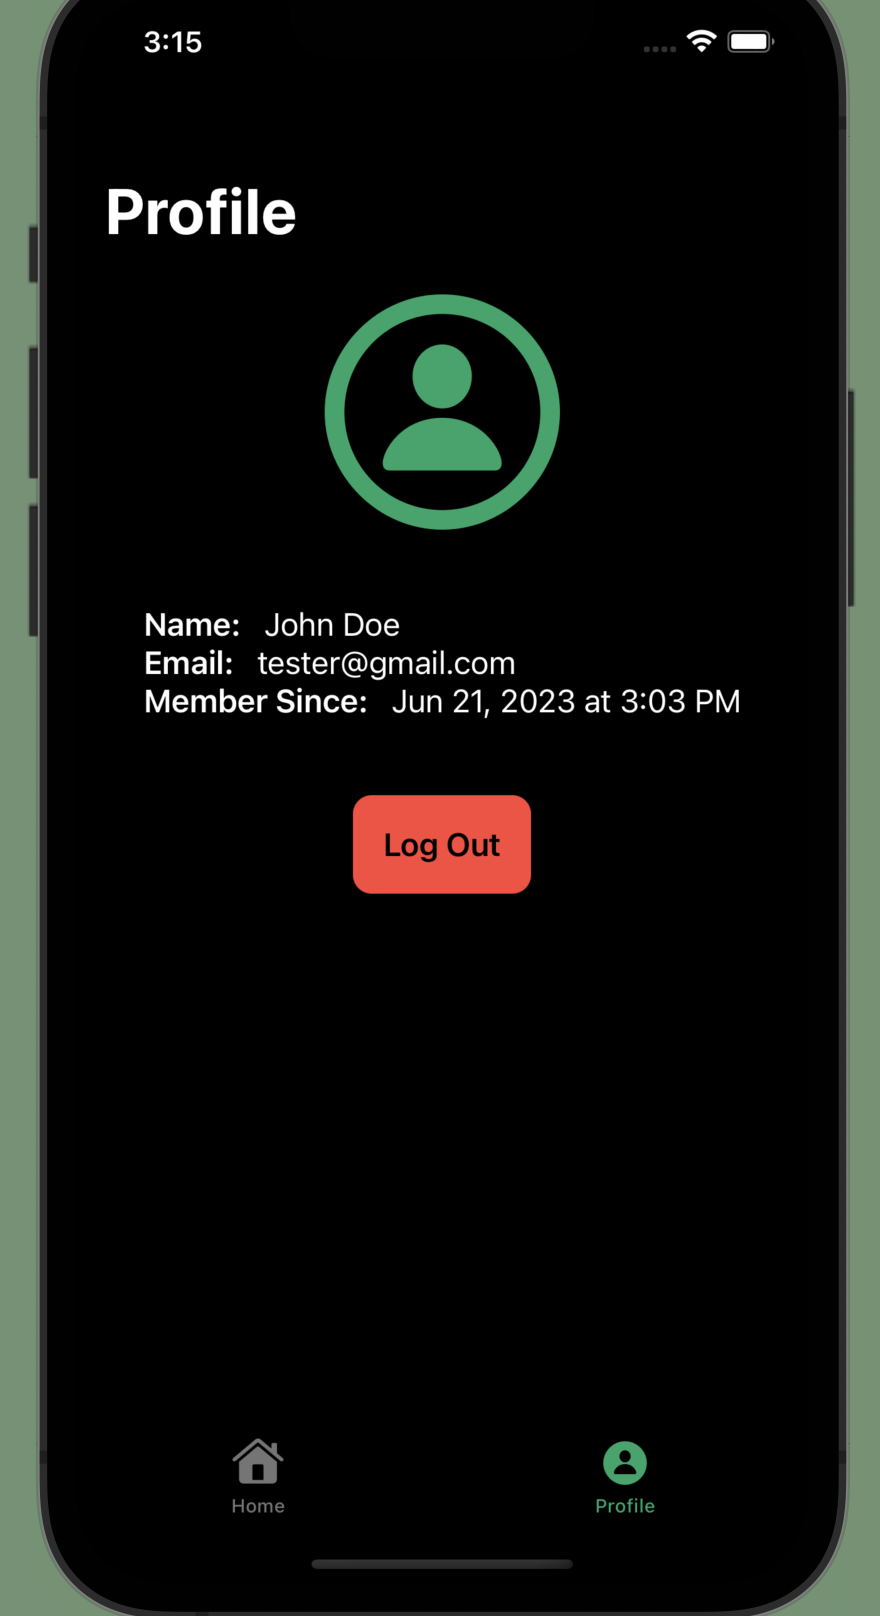 3:15
Profile
Name: John Doe
Email: tester@gmail.com
Member Since: Jun 21, 2023 at 3:03 PM
Log Out
Home Profile